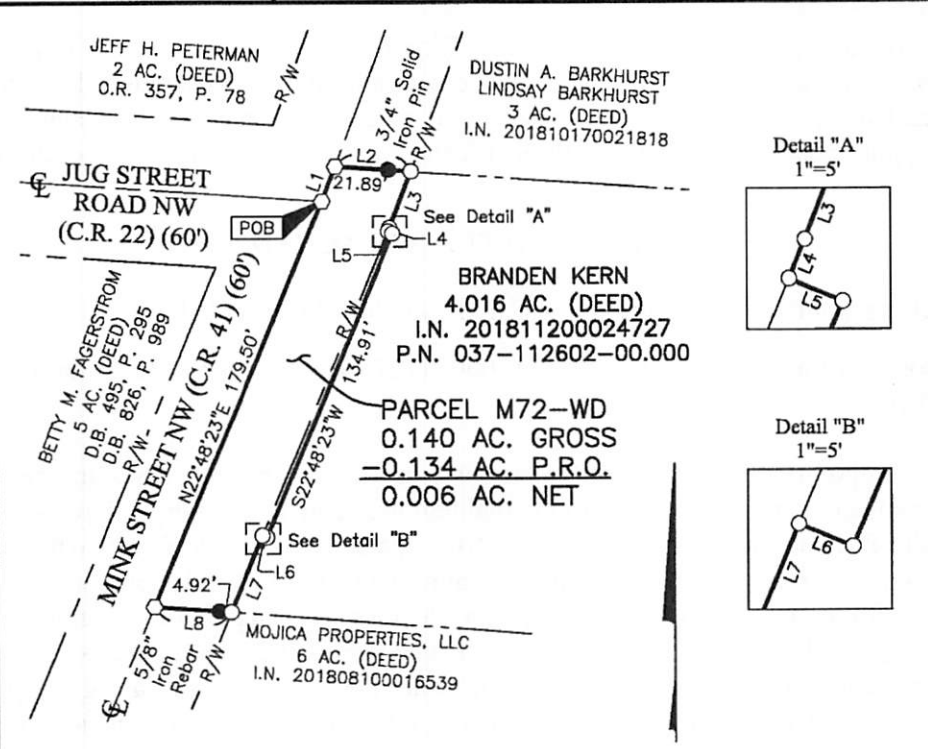 JEFF H. PETERMAN
2 AC. (DEED)
O.R. 357, P. 78
R/W
3/4" Solid
Iron Pin
R/W
DUSTIN A. BARKHURST
LINDSAY BARKHURST
3 AC. (DEED)
I.N. 201810170021818
Detail "A"
1"=5'
L3
L4
L5
℄ JUG STREET
ROAD NW
(C.R. 22) (60')
L1
L2
21.89'
L3
POB
See Detail "A"
L4
L5
BRANDEN KERN
4.016 AC. (DEED)
I.N. 201811200024727
P.N. 037-112602-00.000
BETTY M. FAGERSTROM
5 AC. (DEED)
D.B. 495, P. 295
D.B. 826, P. 989
R/W
MINK STREET NW (C.R. 41) (60')
N22°48'23"E 179.50'
R/W
134.91'
S22°48'23"W
PARCEL M72-WD
0.140 AC. GROSS
-0.134 AC. P.R.O.
0.006 AC. NET
Detail "B"
1"=5'
L6
L7
See Detail "B"
L6
L7
4.92'
L8
5/8"
Iron
Rebar
R/W
℄
MOJICA PROPERTIES, LLC
6 AC. (DEED)
I.N. 201808100016539